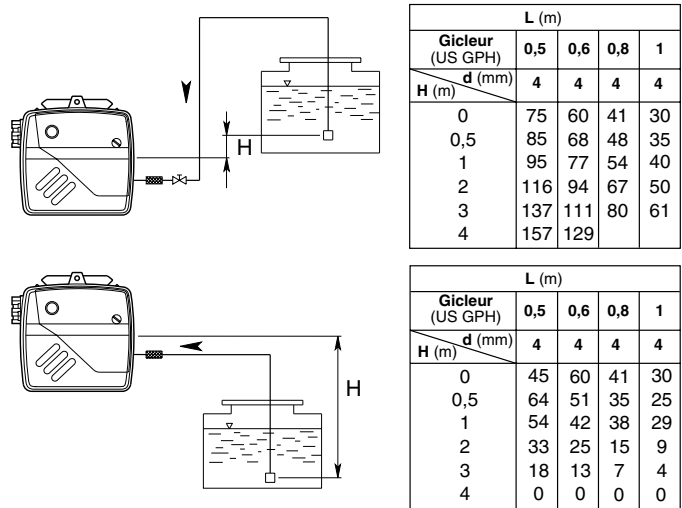 H
L (m)
Gicleur (US GPH) 0,5 0,6 0,8 1
H (m) d (mm) 4 4 4 4
0 75 60 41 30
0,5 85 68 48 35
1 95 77 54 40
2 116 94 67 50
3 137 111 80 61
4 157 129
H
L (m)
Gicleur (US GPH) 0,5 0,6 0,8 1
H (m) d (mm) 4 4 4 4
0 45 60 41 30
0,5 64 51 35 25
1 54 42 38 29
2 33 25 15 9
3 18 13 7 4
4 0 0 0 0